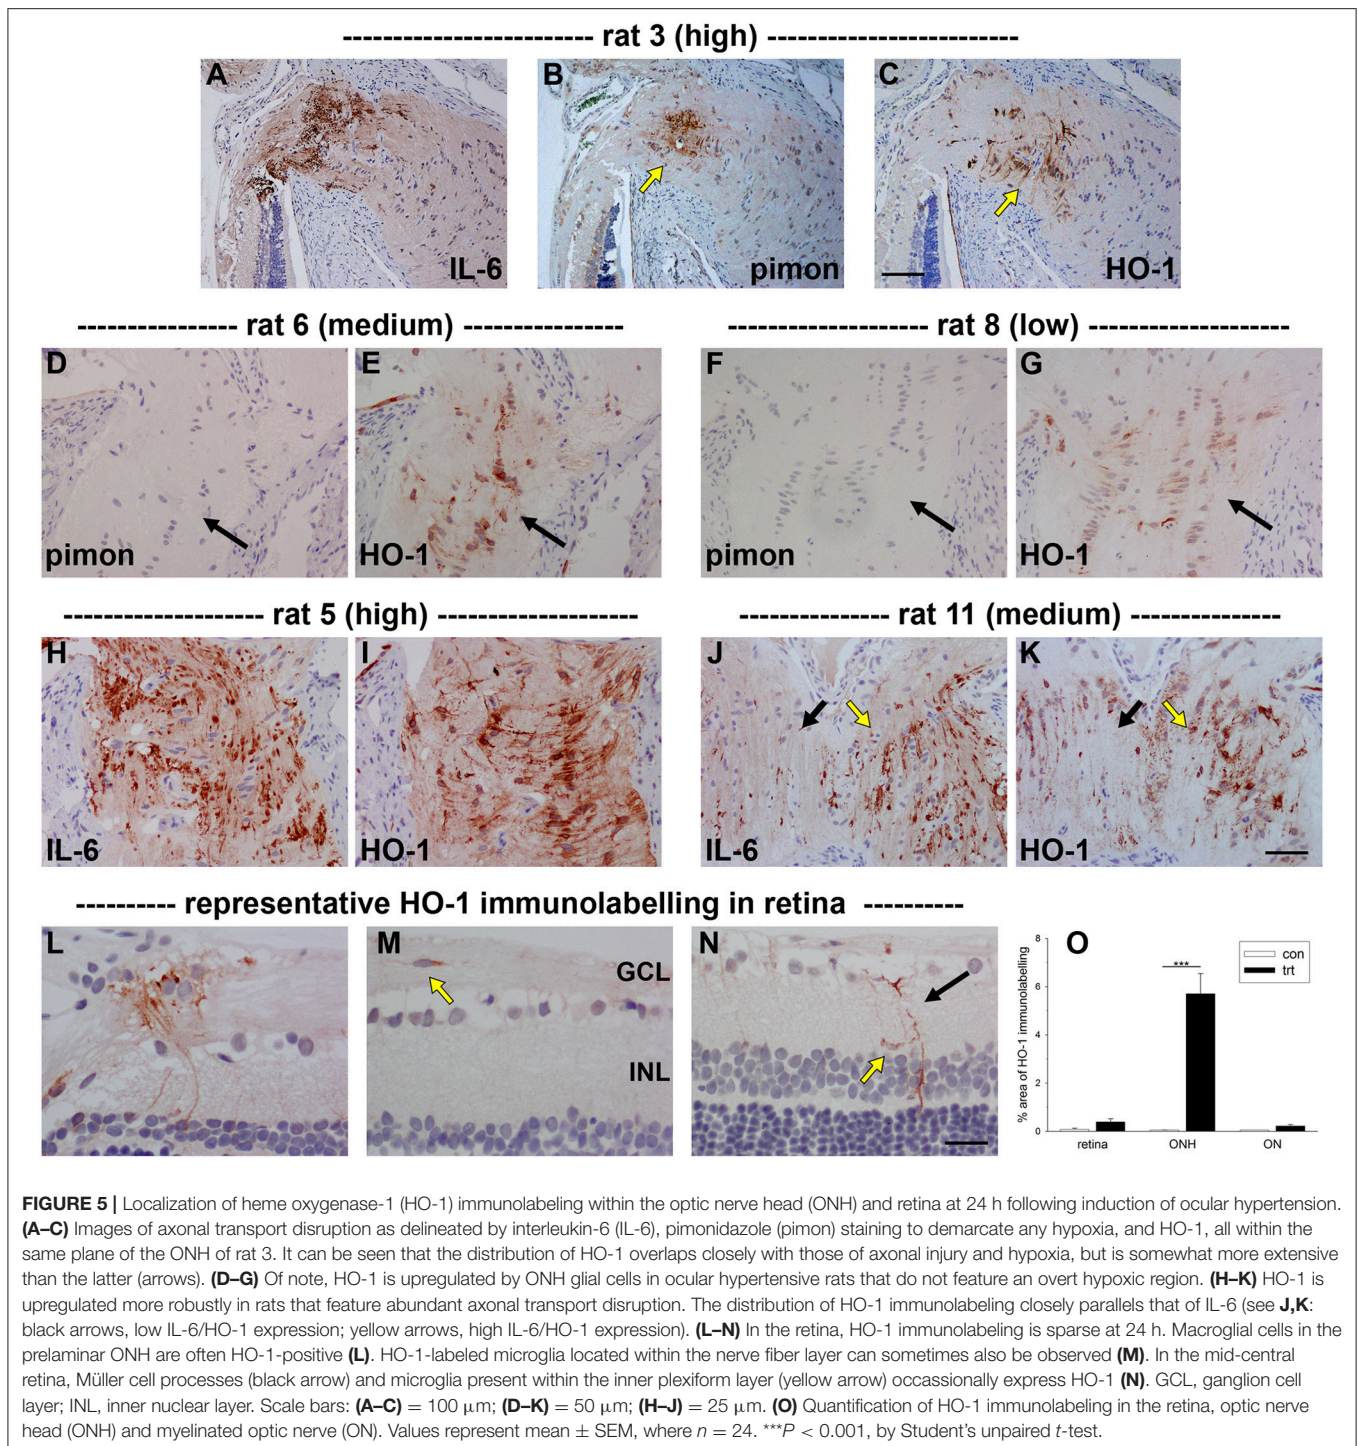 ------------------------- rat 3 (high) -------------------------
A
B
C
IL-6
pimon
HO-1
---------------- rat 6 (medium) ----------------
-------------------- rat 8 (low) --------------------
D
E
F
G
pimon
HO-1
pimon
HO-1
-------------------- rat 5 (high) --------------------
--------------- rat 11 (medium) ---------------
H
I
J
K
IL-6
HO-1
IL-6
HO-1
---------- representative HO-1 immunolabelling in retina ----------
L
M
N
GCL
INL
O
% area of HO-1 immunolabelling
8
6
4
2
0
***
con
trt
retina
ONH
ON
FIGURE 5 | Localization of heme oxygenase-1 (HO-1) immunolabeling within the optic nerve head (ONH) and retina at 24 h following induction of ocular hypertension.
(A–C) Images of axonal transport disruption as delineated by interleukin-6 (IL-6), pimonidazole (pimon) staining to demarcate any hypoxia, and HO-1, all within the
same plane of the ONH of rat 3. It can be seen that the distribution of HO-1 overlaps closely with those of axonal injury and hypoxia, but is somewhat more extensive
than the latter (arrows). (D–G) Of note, HO-1 is upregulated by ONH glial cells in ocular hypertensive rats that do not feature an overt hypoxic region. (H–K) HO-1 is
upregulated more robustly in rats that feature abundant axonal transport disruption. The distribution of HO-1 immunolabeling closely parallels that of IL-6 (see J,K:
black arrows, low IL-6/HO-1 expression; yellow arrows, high IL-6/HO-1 expression). (L–N) In the retina, HO-1 immunolabeling is sparse at 24 h. Macroglial cells in the
prelaminar ONH are often HO-1-positive (L). HO-1-labeled microglia located within the nerve fiber layer can sometimes also be observed (M). In the mid-central
retina, Müller cell processes (black arrow) and microglia present within the inner plexiform layer (yellow arrow) occassionally express HO-1 (N). GCL, ganglion cell
layer; INL, inner nuclear layer. Scale bars: (A–C) = 100 μm; (D–K) = 50 μm; (H–J) = 25 μm. (O) Quantification of HO-1 immunolabeling in the retina, optic nerve
head (ONH) and myelinated optic nerve (ON). Values represent mean ± SEM, where n = 24. ***P < 0.001, by Student's unpaired t-test.